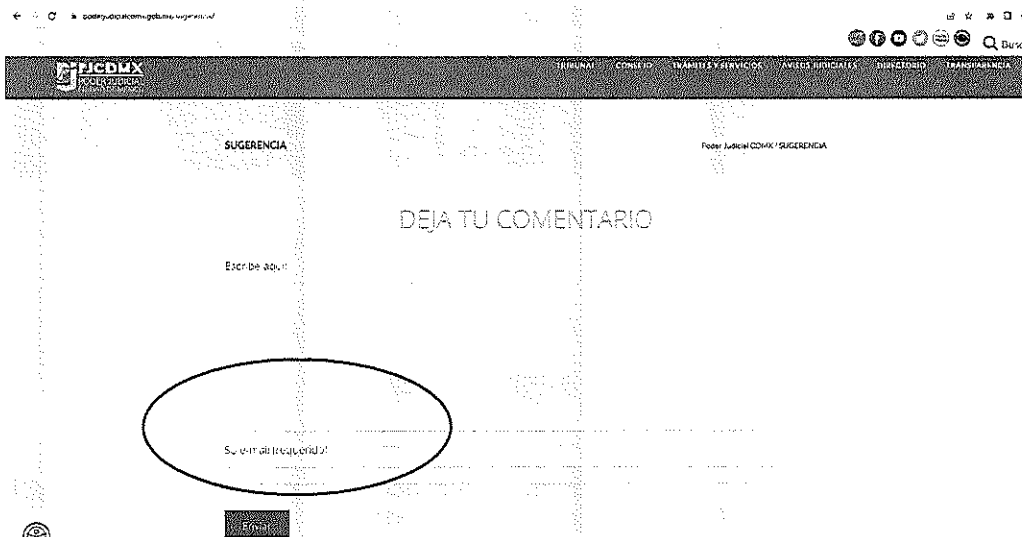 Busc
PJCDMX
PODER JUDICIAL
TRIBUNAL CONSEJO TRÁMITES Y SERVICIOS AVISOS JUDICIALES DIRECTORIO TRANSPARENCIA
SUGERENCIA
Poder Judicial CDMX / SUGERENCIA
DEJA TU COMENTARIO
Escribe aquí:
Su e-mail (requerido)
Enviar